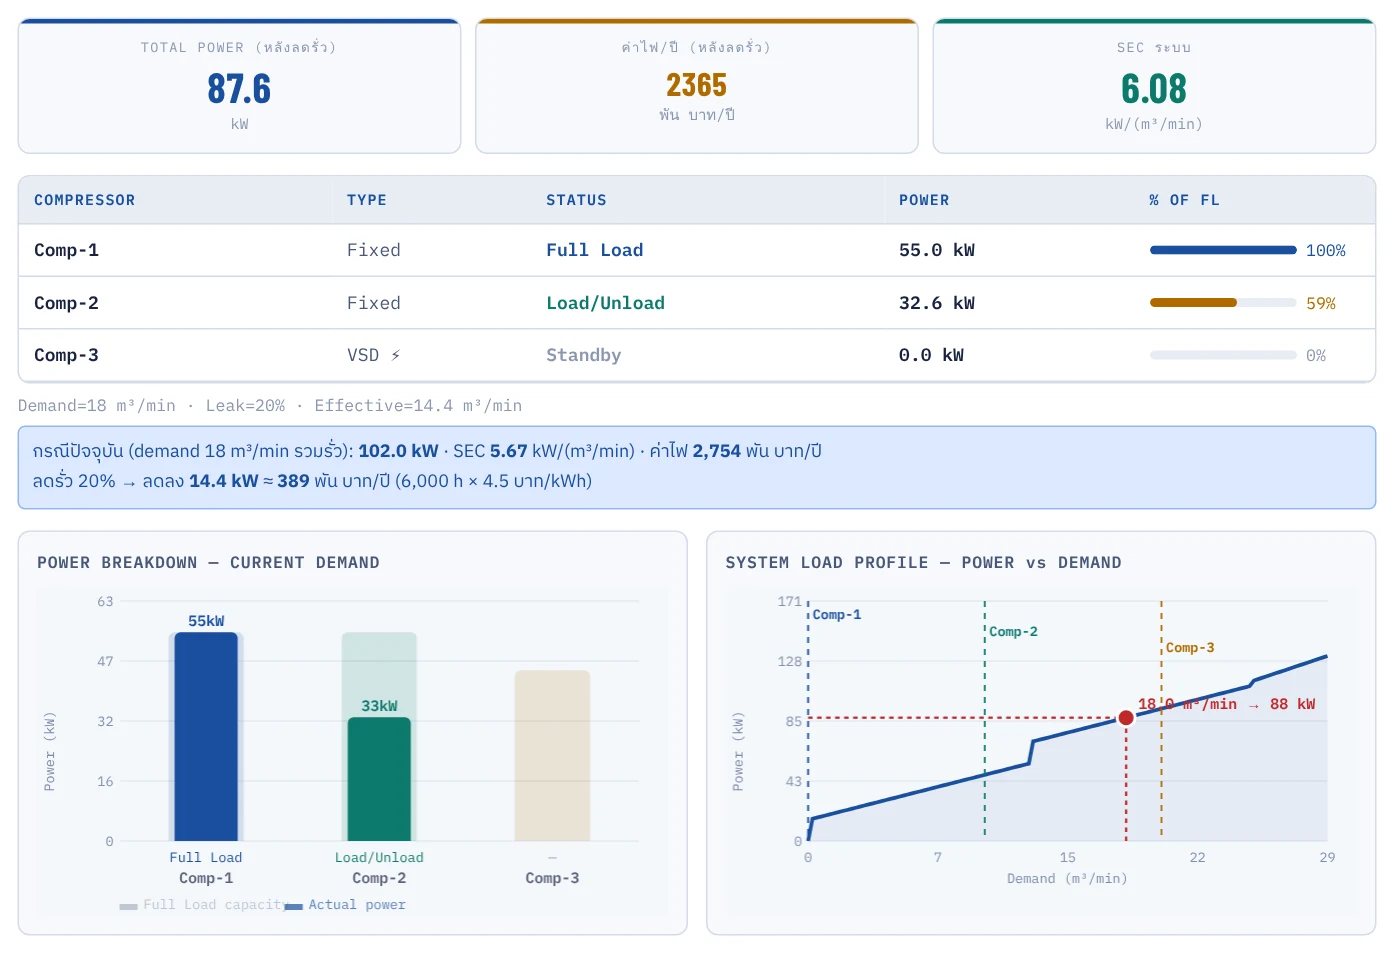 TOTAL POWER (หลังลดรั่ว)
87.6
kW
ค่าไฟ/ปี (หลังลดรั่ว)
2365
พัน บาท/ปี
SEC ระบบ
6.08
kW/(m³/min)
COMPRESSOR TYPE STATUS POWER % OF FL
Comp-1 Fixed Full Load 55.0 kW 100%
Comp-2 Fixed Load/Unload 32.6 kW 59%
Comp-3 VSD ⚡ Standby 0.0 kW 0%
Demand=18 m³/min · Leak=20% · Effective=14.4 m³/min
กรณีปัจจุบัน (demand 18 m³/min รวมรั่ว): 102.0 kW · SEC 5.67 kW/(m³/min) · ค่าไฟ 2,754 พัน บาท/ปี
ลดรั่ว 20% → ลดลง 14.4 kW ≈ 389 พัน บาท/ปี (6,000 h × 4.5 บาท/kWh)
POWER BREAKDOWN — CURRENT DEMAND
63
47
32
16
0
Power (kW)
55kW
33kW
Full Load Load/Unload —
Comp-1 Comp-2 Comp-3
Full Load capacity Actual power
SYSTEM LOAD PROFILE — POWER vs DEMAND
171
128
85
43
0
Power (kW)
Comp-1
Comp-2
Comp-3
18.0 m³/min → 88 kW
0 7 15 22 29
Demand (m³/min)